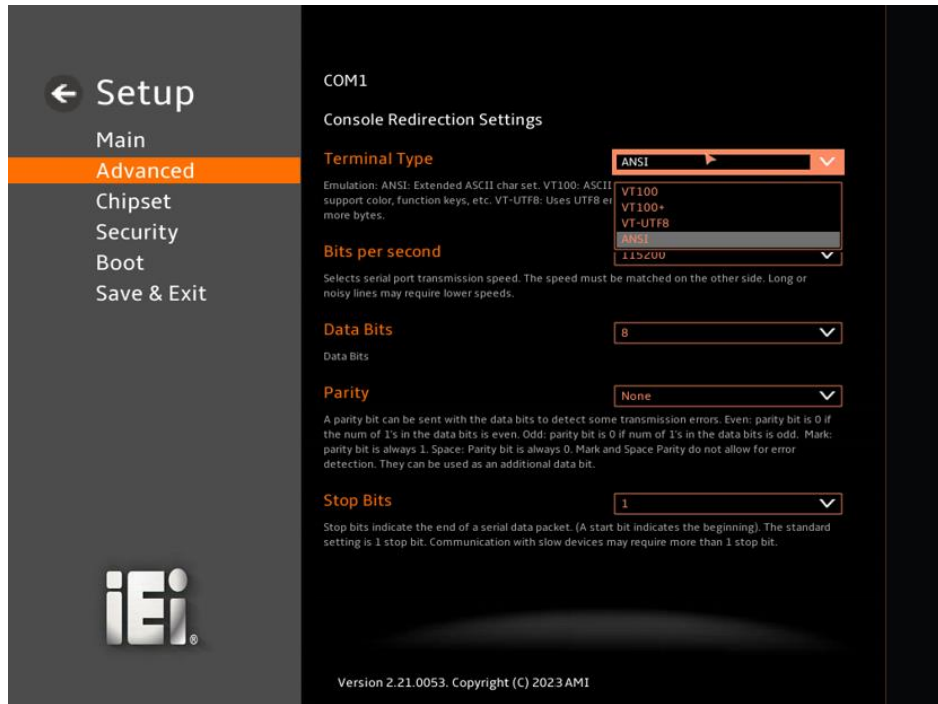 Setup
Main
Advanced
Chipset
Security
Boot
Save & Exit
iEi®
COM1
Console Redirection Settings
Terminal Type
ANSI
Emulation: ANSI: Extended ASCII char set. VT100: ASCII
support color, function keys, etc. VT-UTF8: Uses UTF8
more bytes.
VT100
VT100+
VT-UTF8
ANSI
Bits per second
115200
Selects serial port transmission speed. The speed must be matched on the other side. Long or
noisy lines may require lower speeds.
Data Bits
8
Data Bits
Parity
None
A parity bit can be sent with the data bits to detect some transmission errors. Even: parity bit is 0 if
the num of 1's in the data bits is even. Odd: parity bit is 0 if num of 1's in the data bits is odd. Mark:
parity bit is always 1. Space: Parity bit is always 0. Mark and Space Parity do not allow for error
detection. They can be used as an additional data bit.
Stop Bits
1
Stop bits indicate the end of a serial data packet. (A start bit indicates the beginning). The standard
setting is 1 stop bit. Communication with slow devices may require more than 1 stop bit.
Version 2.21.0053. Copyright (C) 2023 AMI